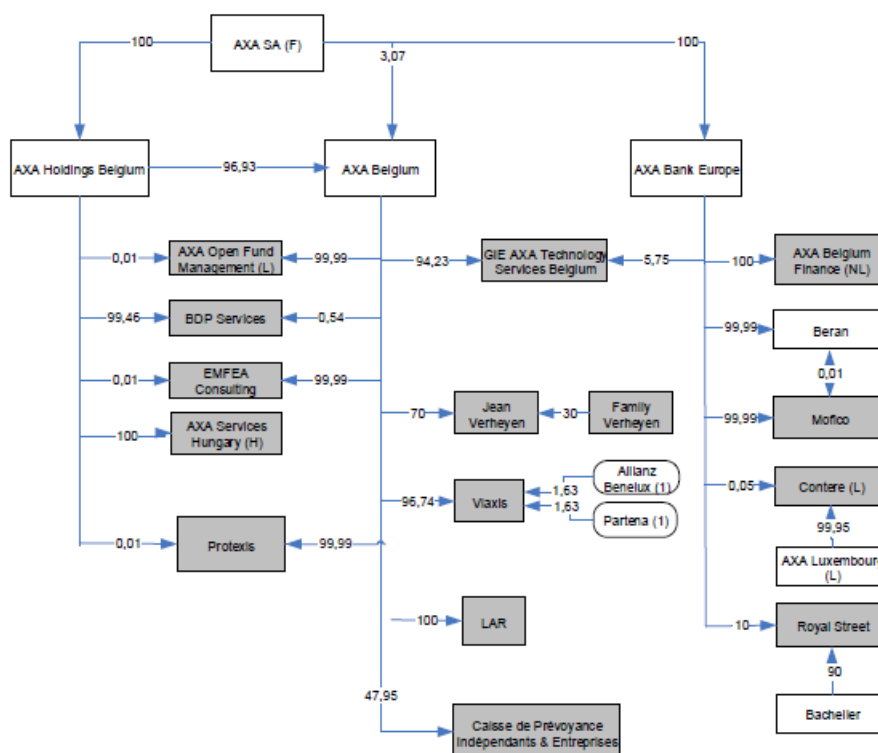 100
AXA SA (F)
3,07
100
AXA Holdings Belgium
96,93
AXA Belgium
AXA Bank Europe
0,01
AXA Open Fund
Management (L)
99,99
94,23
GIE AXA Technology
Services Belgium
5,75
100
AXA Belgium
Finance (NL)
99,46
BDP Services
0,54
99,99
Beran
0,01
0,01
EMFEA
Consulting
99,99
70
Jean
Verheyen
30
Family
Verheyen
99,99
Mofico
100
AXA Services
Hungary (H)
96,74
Viaxis
1,63
1,63
Allianz
Benelux (1)
Partena (1)
0,05
Contere (L)
99,95
AXA Luxembourg
(L)
0,01
Protexis
99,99
100
LAR
10
Royal Street
90
Bachelier
47,95
Caisse de Prévoyance
Indépendants & Entreprises